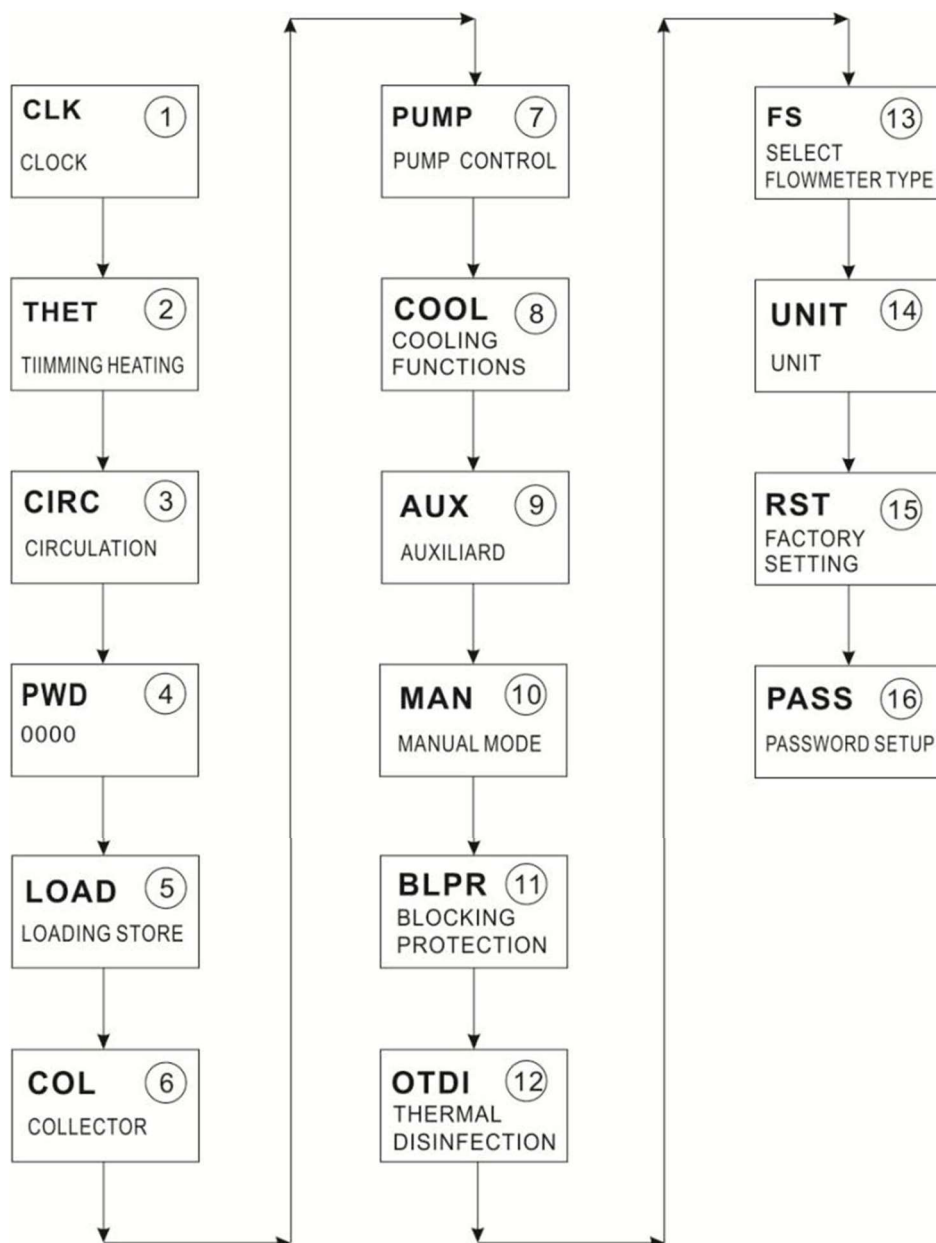 CLK 1
CLOCK
THET 2
TIIMMING HEATING
CIRC 3
CIRCULATION
PWD 4
0000
LOAD 5
LOADING STORE
COL 6
COLLECTOR
PUMP 7
PUMP CONTROL
COOL 8
COOLING
FUNCTIONS
AUX 9
AUXILIARD
MAN 10
MANUAL MODE
BLPR 11
BLOCKING
PROTECTION
OTDI 12
THERMAL
DISINFECTION
FS 13
SELECT
FLOWMETER TYPE
UNIT 14
UNIT
RST 15
FACTORY
SETTING
PASS 16
PASSWORD SETUP